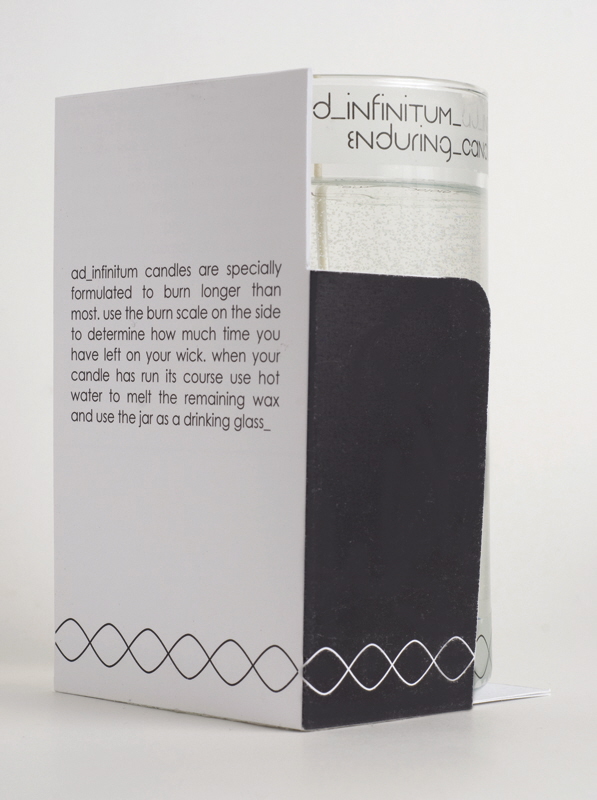 d_infinitum_
enduring_cand
ad_infinitum candles are specially
formulated to burn longer than
most. use the burn scale on the side
to determine how much time you
have left on your wick. when your
candle has run its course use hot
water to melt the remaining wax
and use the jar as a drinking glass_